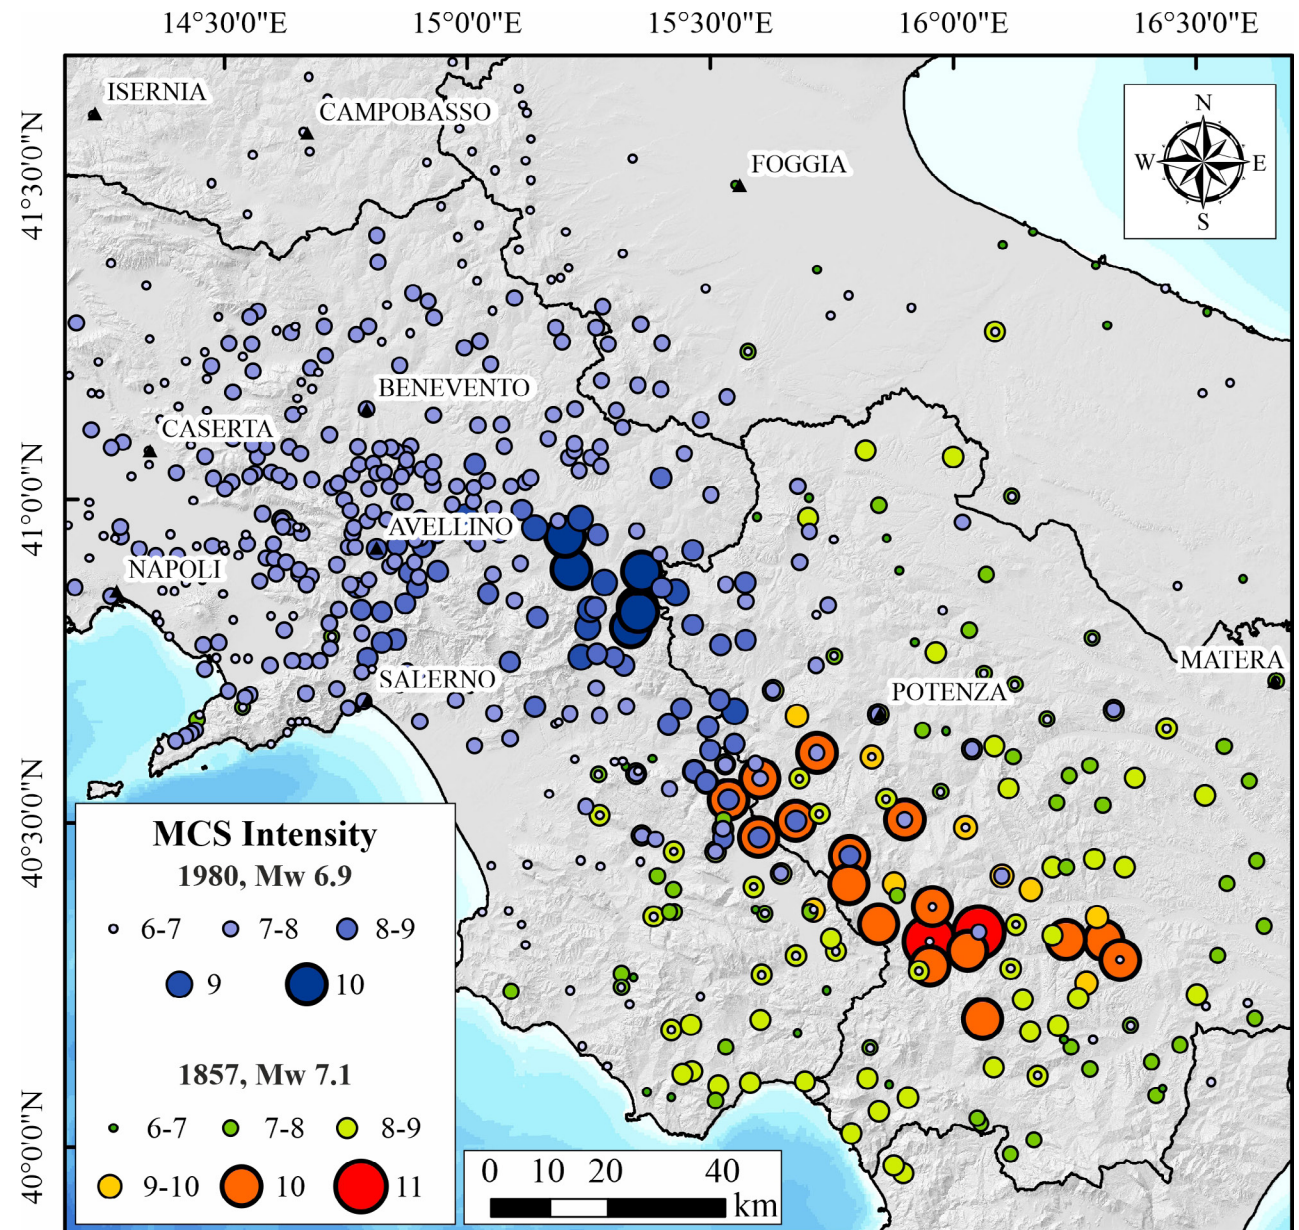 14°30'0"E 15°0'0"E 15°30'0"E 16°0'0"E 16°30'0"E
41°30'0"N
41°0'0"N
40°30'0"N
40°0'0"N
N
W E
S
ISERNIA
CAMPOBASSO
FOGGIA
BENEVENTO
CASERTA
AVELLINO
NAPOLI
SALERNO
POTENZA
MATERA
MCS Intensity
1980, Mw 6.9
6-7 7-8 8-9
9 10
1857, Mw 7.1
6-7 7-8 8-9
9-10 10 11
0 10 20 40
km